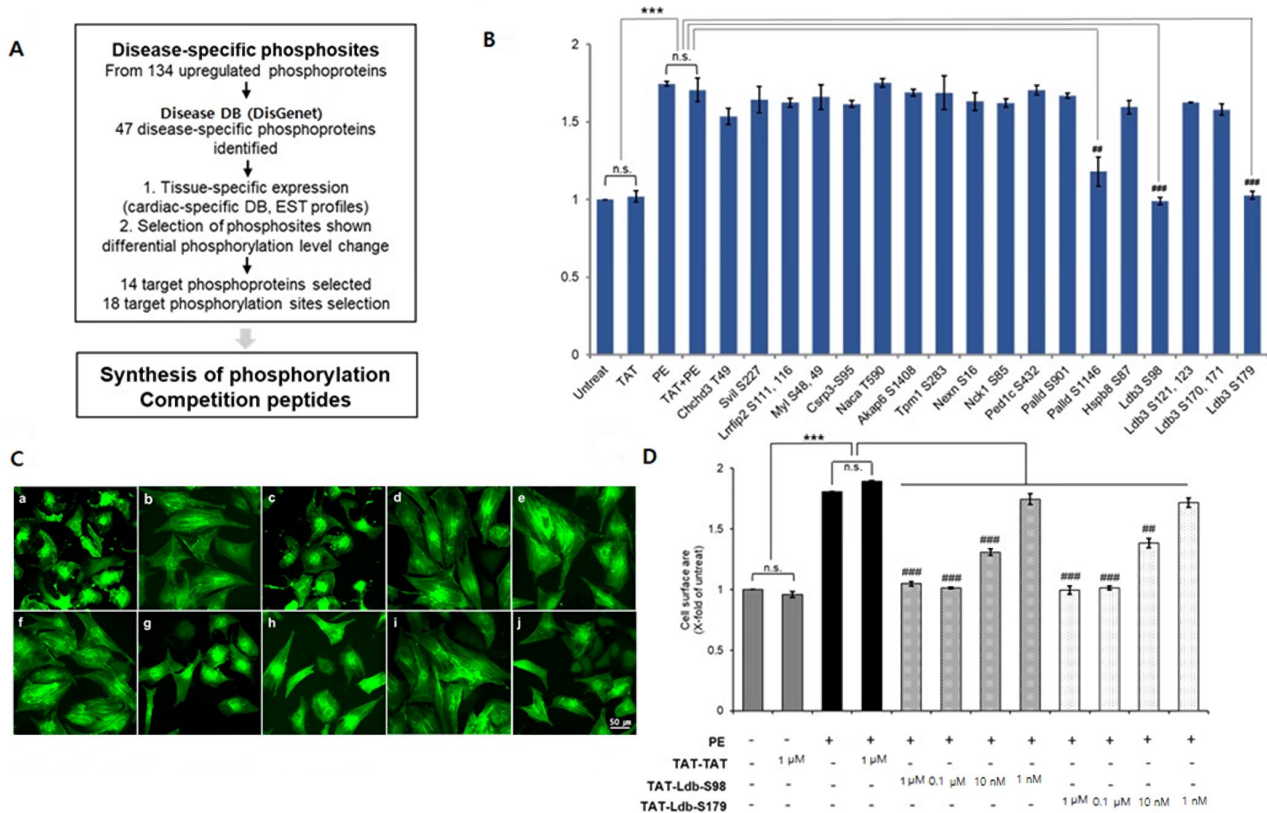 A
Disease-specific phosphosites
From 134 upregulated phosphoproteins
Disease DB (DisGenet)
47 disease-specific phosphoproteins
identified
1. Tissue-specific expression
(cardiac-specific DB, EST profiles)
2. Selection of phosphosites shown
differential phosphorylation level change
14 target phosphoproteins selected
18 target phosphorylation sites selection
Synthesis of phosphorylation
Competition peptides
B
***
n.s.
n.s.
##
###
###
2
1.5
1
0.5
0
Untreat
TAT
PE
TAT+PE
Chchd3 T49
Svil S227
Lrrfip2 S111, 116
Myl S48, 49
Csrp3-S95
Naca T590
Akap6 S1408
Tpm1 S283
Nexn S16
Nck1 S85
Ped1c S432
Palld S901
Palld S1146
Hspb8 S87
Ldb3 S98
Ldb3 S121, 123
Ldb3 S170, 171
Ldb3 S179
C
a
b
c
d
e
f
g
h
i
j
50 μm
D
***
n.s.
n.s.
###
###
###
###
###
##
Cell surface are
(X-fold of untreat)
2
1.5
1
0.5
0
PE - - + + + + + + + + + +
TAT-TAT - 1 μM - 1 μM - - - - - - - -
TAT-Ldb-S98 - - - - 1 μM 0.1 μM 10 nM 1 nM - - - -
TAT-Ldb-S179 - - - - - - - - 1 μM 0.1 μM 10 nM 1 nM